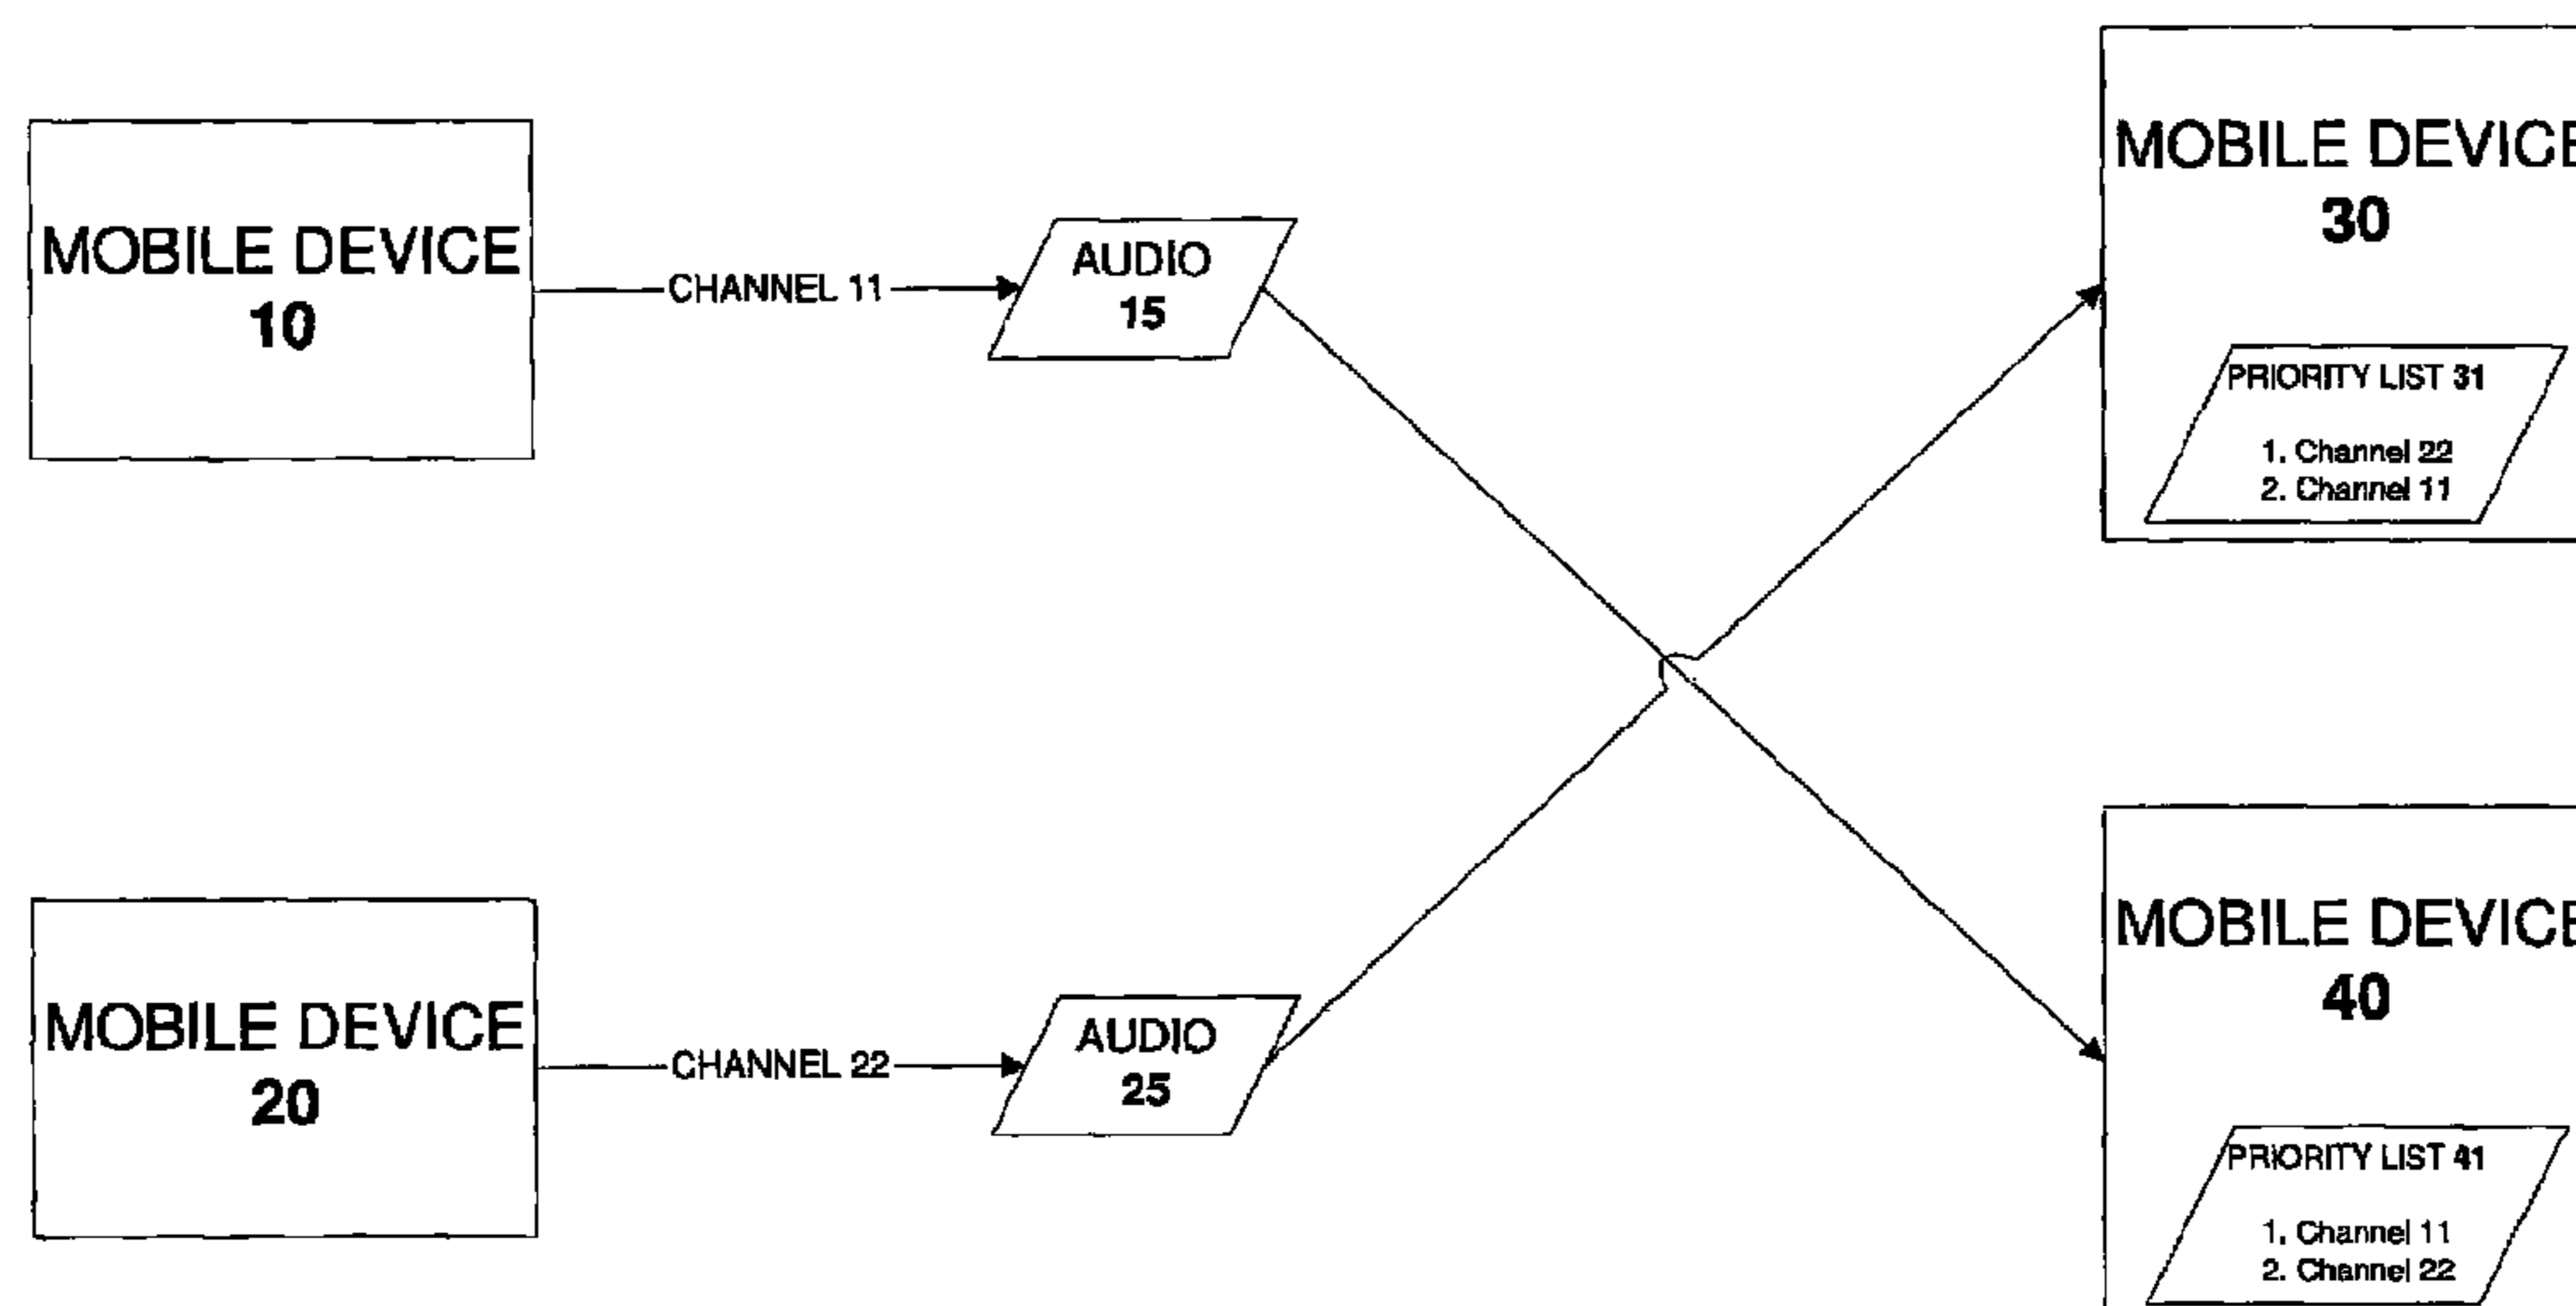 MOBILE DEVICE
10
CHANNEL 11
AUDIO
15
MOBILE DEVICE
30
PRIORITY LIST 31
1. Channel 22
2. Channel 11
MOBILE DEVICE
20
CHANNEL 22
AUDIO
25
MOBILE DEVICE
40
PRIORITY LIST 41
1. Channel 11
2. Channel 22